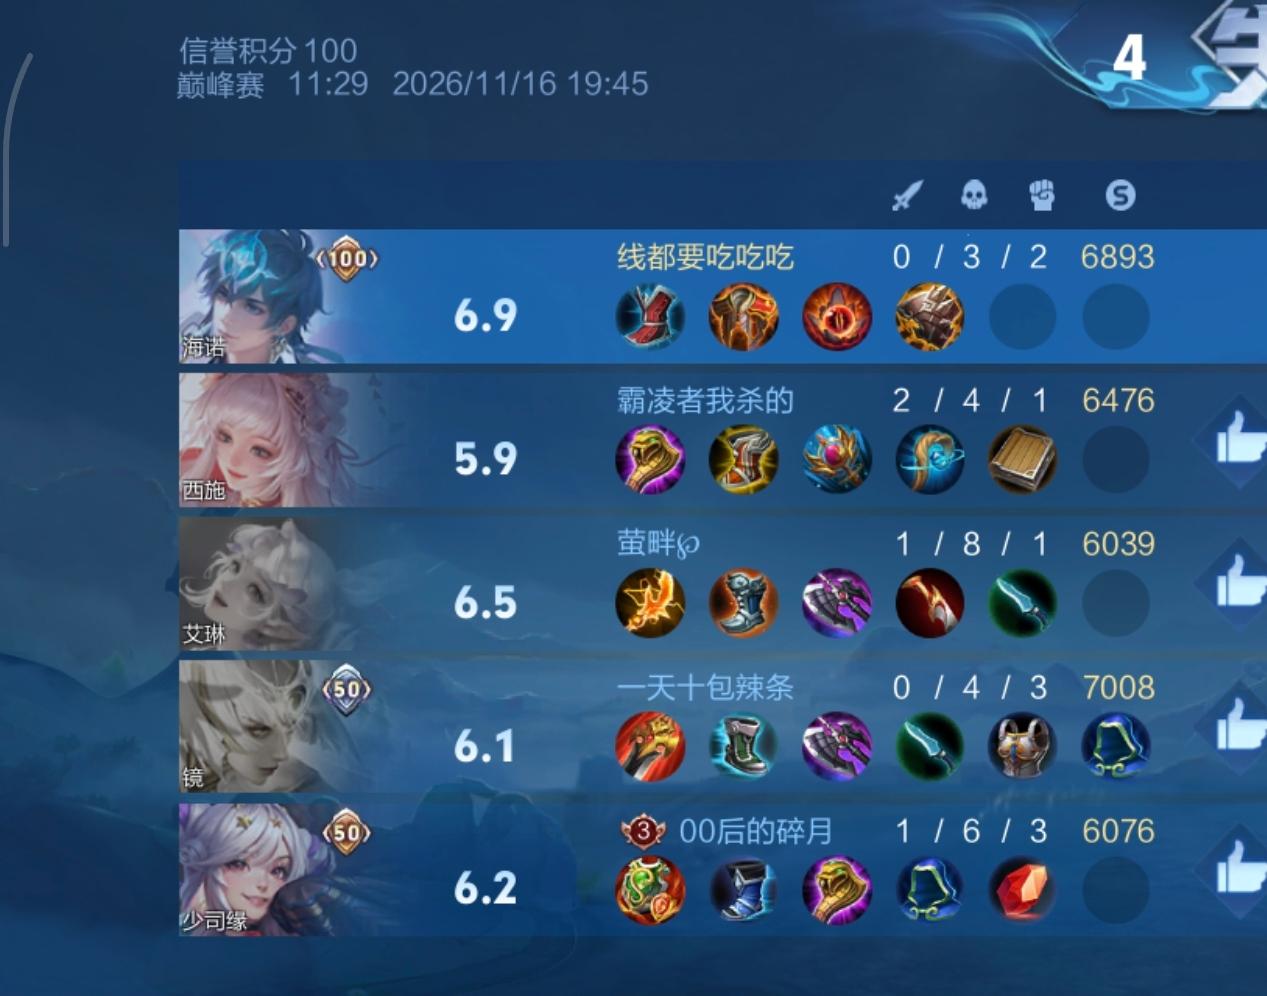 信誉积分 100
巅峰赛 11:29 2026/11/16 19:45
4
100
海诺
6.9
线都要吃吃吃
0 / 3 / 2 6893
西施
5.9
霸凌者我杀的
2 / 4 / 1 6476
艾琳
6.5
萤畔℘
1 / 8 / 1 6039
50
镜
6.1
一天十包辣条
0 / 4 / 3 7008
50
少司缘
6.2
3 00后的碎月
1 / 6 / 3 6076